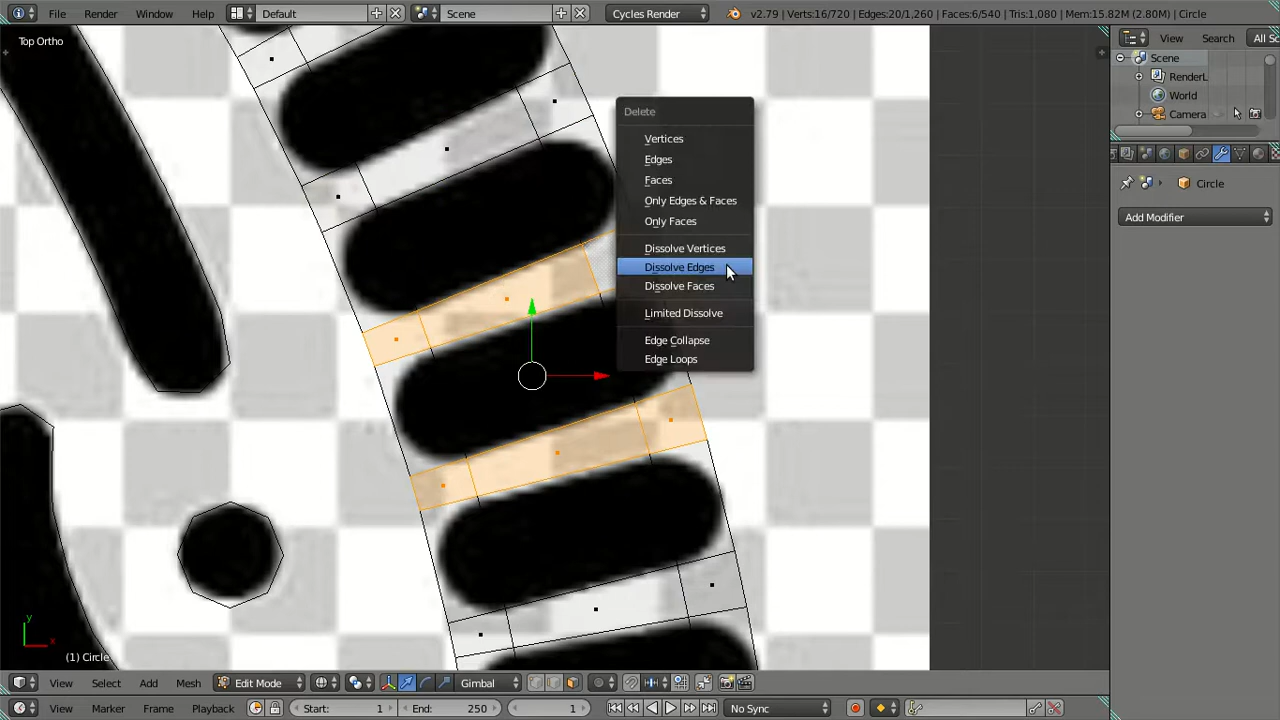 File Render Window Help Default Scene Cycles Render v2.79 | Verts:16/720 | Edges:20/1,260 | Faces:6/540 | Tris:1,080 | Mem:15.82M (2.80M) | Circle
View Search All Sc
Top Ortho
Scene
RenderL
World
Camera
Delete
Vertices
Edges
Faces
Only Edges & Faces
Only Faces
Dissolve Vertices
Dissolve Edges
Dissolve Faces
Limited Dissolve
Edge Collapse
Edge Loops
Circle
Add Modifier
y
x
(1) Circle
View Select Add Mesh Edit Mode Gimbal
View Marker Frame Playback Start: 1 End: 250 1 No Sync